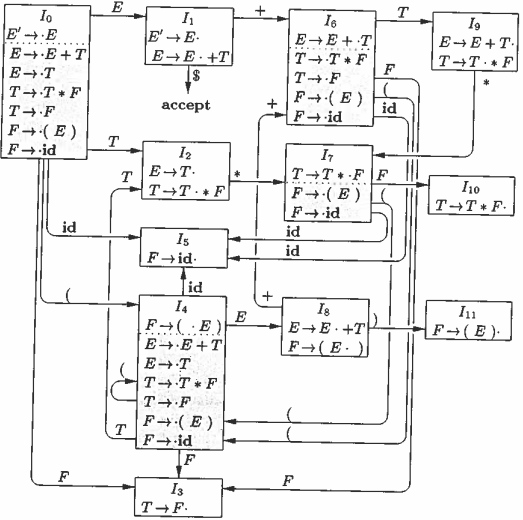 I₀
E′→·E
E→·E+T
E→·T
T→·T*F
T→·F
F→·(E)
F→·id
E
I₁
E′→E·
E→E·+T
$
accept
+
I₆
E→E+·T
T→·T*F
T→·F
F→·(E)
F→·id
T
F
(
id
I₉
E→E+T·
T→T·*F
*
T
I₂
E→T·
T→T·*F
*
T
+
I₇
T→T*·F
F→·(E)
F→·id
F
(
id
I₁₀
T→T*F·
id
I₅
F→id·
id
id
(
I₄
F→(·E)
E→·E+T
E→·T
T→·T*F
T→·F
F→·(E)
F→·id
E
(
T
+
I₈
E→E·+T
F→(E·)
)
I₁₁
F→(E)·
(
(
F
F
I₃
T→F·
F